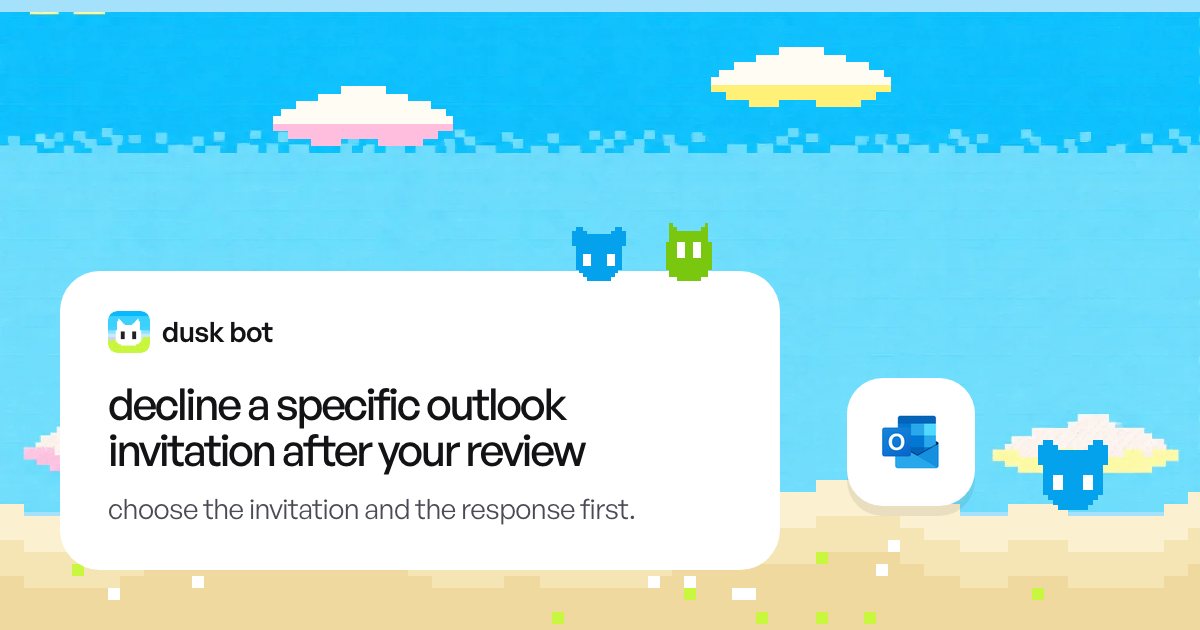 dusk bot
decline a specific outlook
invitation after your review
choose the invitation and the response first.
O